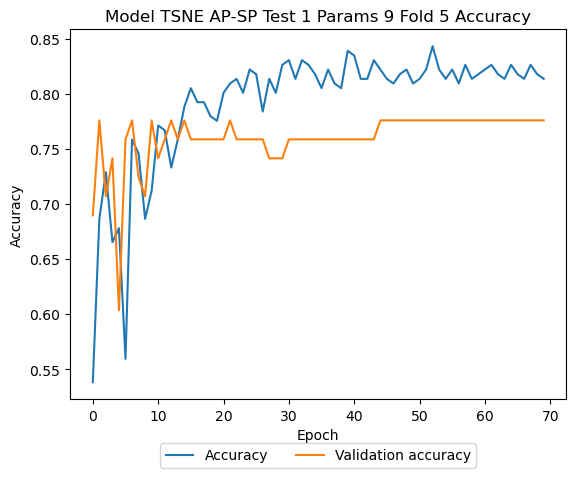 Model TSNE AP-SP Test 1 Params 9 Fold 5 Accuracy
0.85
0.80
0.75
0.70
0.65
0.60
0.55
Accuracy
0 10 20 30 40 50 60 70
Epoch
Accuracy Validation accuracy